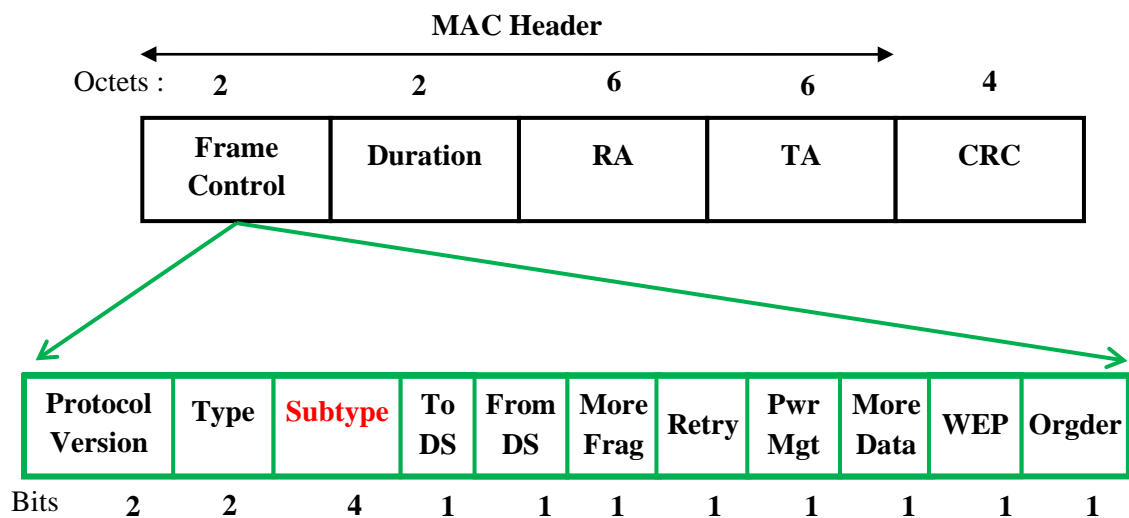 MAC Header
Octets : 2 2 6 6 4
Frame Control Duration RA TA CRC
Protocol Version Type Subtype To DS From DS More Frag Retry Pwr Mgt More Data WEP Orgder
Bits 2 2 4 1 1 1 1 1 1 1 1